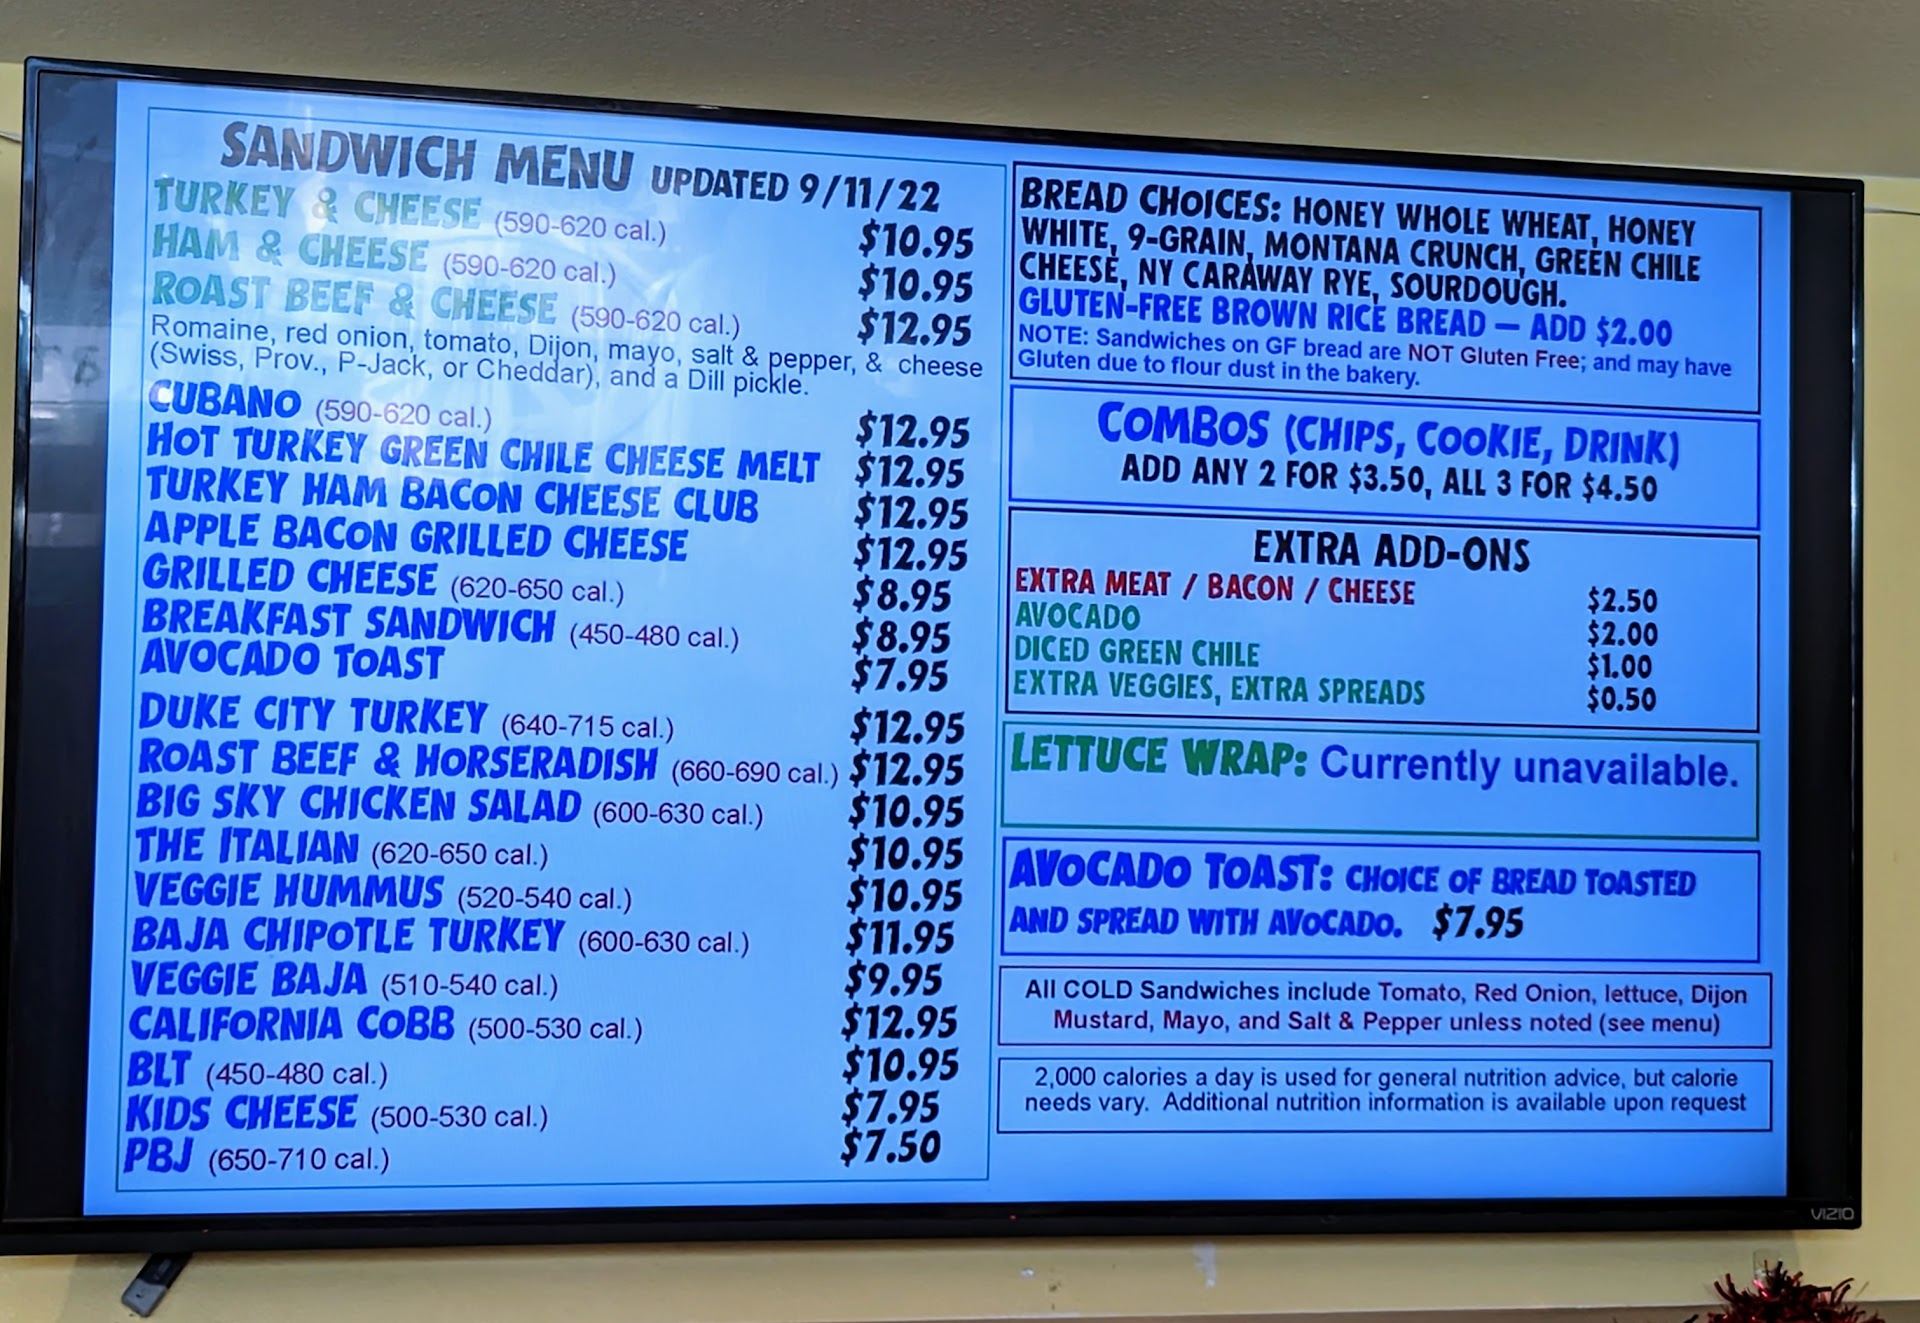 SANDWICH MENU UPDATED 9/11/22
TURKEY & CHEESE (590-620 cal.) $10.95
HAM & CHEESE (590-620 cal.) $10.95
ROAST BEEF & CHEESE (590-620 cal.) $12.95
Romaine, red onion, tomato, Dijon, mayo, salt & pepper, & cheese
(Swiss, Prov., P-Jack, or Cheddar), and a Dill pickle.
CUBANO (590-620 cal.) $12.95
HOT TURKEY GREEN CHILE CHEESE MELT $12.95
TURKEY HAM BACON CHEESE CLUB $12.95
APPLE BACON GRILLED CHEESE $12.95
GRILLED CHEESE (620-650 cal.) $8.95
BREAKFAST SANDWICH (450-480 cal.) $8.95
AVOCADO TOAST $7.95
DUKE CITY TURKEY (640-715 cal.) $12.95
ROAST BEEF & HORSERADISH (660-690 cal.) $12.95
BIG SKY CHICKEN SALAD (600-630 cal.) $10.95
THE ITALIAN (620-650 cal.) $10.95
VEGGIE HUMMUS (520-540 cal.) $10.95
BAJA CHIPOTLE TURKEY (600-630 cal.) $11.95
VEGGIE BAJA (510-540 cal.) $9.95
CALIFORNIA COBB (500-530 cal.) $12.95
BLT (450-480 cal.) $10.95
KIDS CHEESE (500-530 cal.) $7.95
PBJ (650-710 cal.) $7.50
BREAD CHOICES: HONEY WHOLE WHEAT, HONEY
WHITE, 9-GRAIN, MONTANA CRUNCH, GREEN CHILE
CHEESE, NY CARAWAY RYE, SOURDOUGH.
GLUTEN-FREE BROWN RICE BREAD — ADD $2.00
NOTE: Sandwiches on GF bread are NOT Gluten Free; and may have
Gluten due to flour dust in the bakery.
COMBOS (CHIPS, COOKIE, DRINK)
ADD ANY 2 FOR $3.50, ALL 3 FOR $4.50
EXTRA ADD-ONS
EXTRA MEAT / BACON / CHEESE $2.50
AVOCADO $2.00
DICED GREEN CHILE $1.00
EXTRA VEGGIES, EXTRA SPREADS $0.50
LETTUCE WRAP: Currently unavailable.
AVOCADO TOAST: CHOICE OF BREAD TOASTED
AND SPREAD WITH AVOCADO. $7.95
All COLD Sandwiches include Tomato, Red Onion, lettuce, Dijon
Mustard, Mayo, and Salt & Pepper unless noted (see menu)
2,000 calories a day is used for general nutrition advice, but calorie
needs vary. Additional nutrition information is available upon request
VIZIO